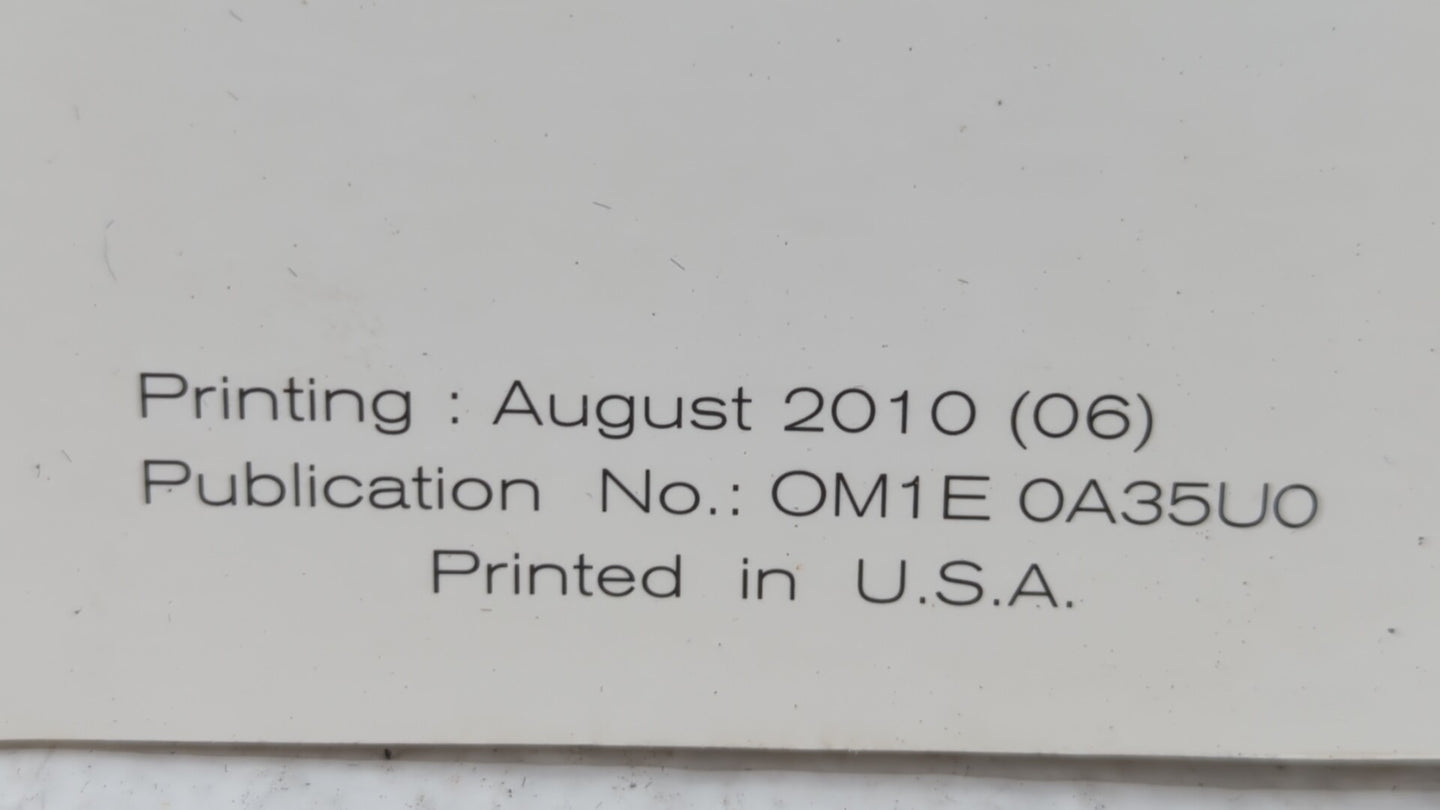 Printing : August 2010 (06)
Publication No.: OM1E 0A35U0
Printed in U.S.A.